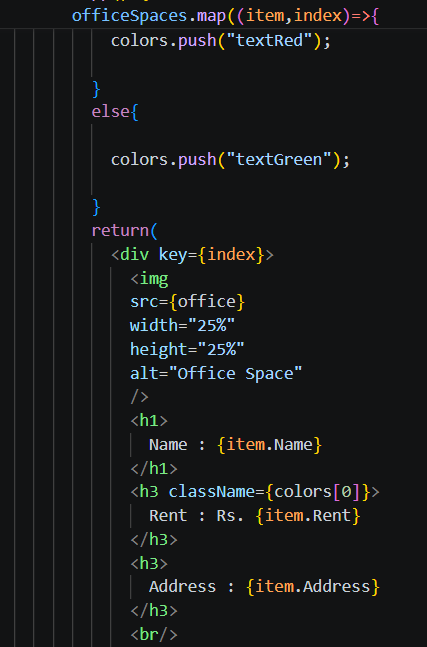 officeSpaces.map((item,index)=>{
colors.push("textRed");
}
else{
colors.push("textGreen");
}
return(
<div key={index}>
<img
src={office}
width="25%"
height="25%"
alt="Office Space"
/>
<h1>
Name : {item.Name}
</h1>
<h3 className={colors[0]}>
Rent : Rs. {item.Rent}
</h3>
<h3>
Address : {item.Address}
</h3>
<br/>